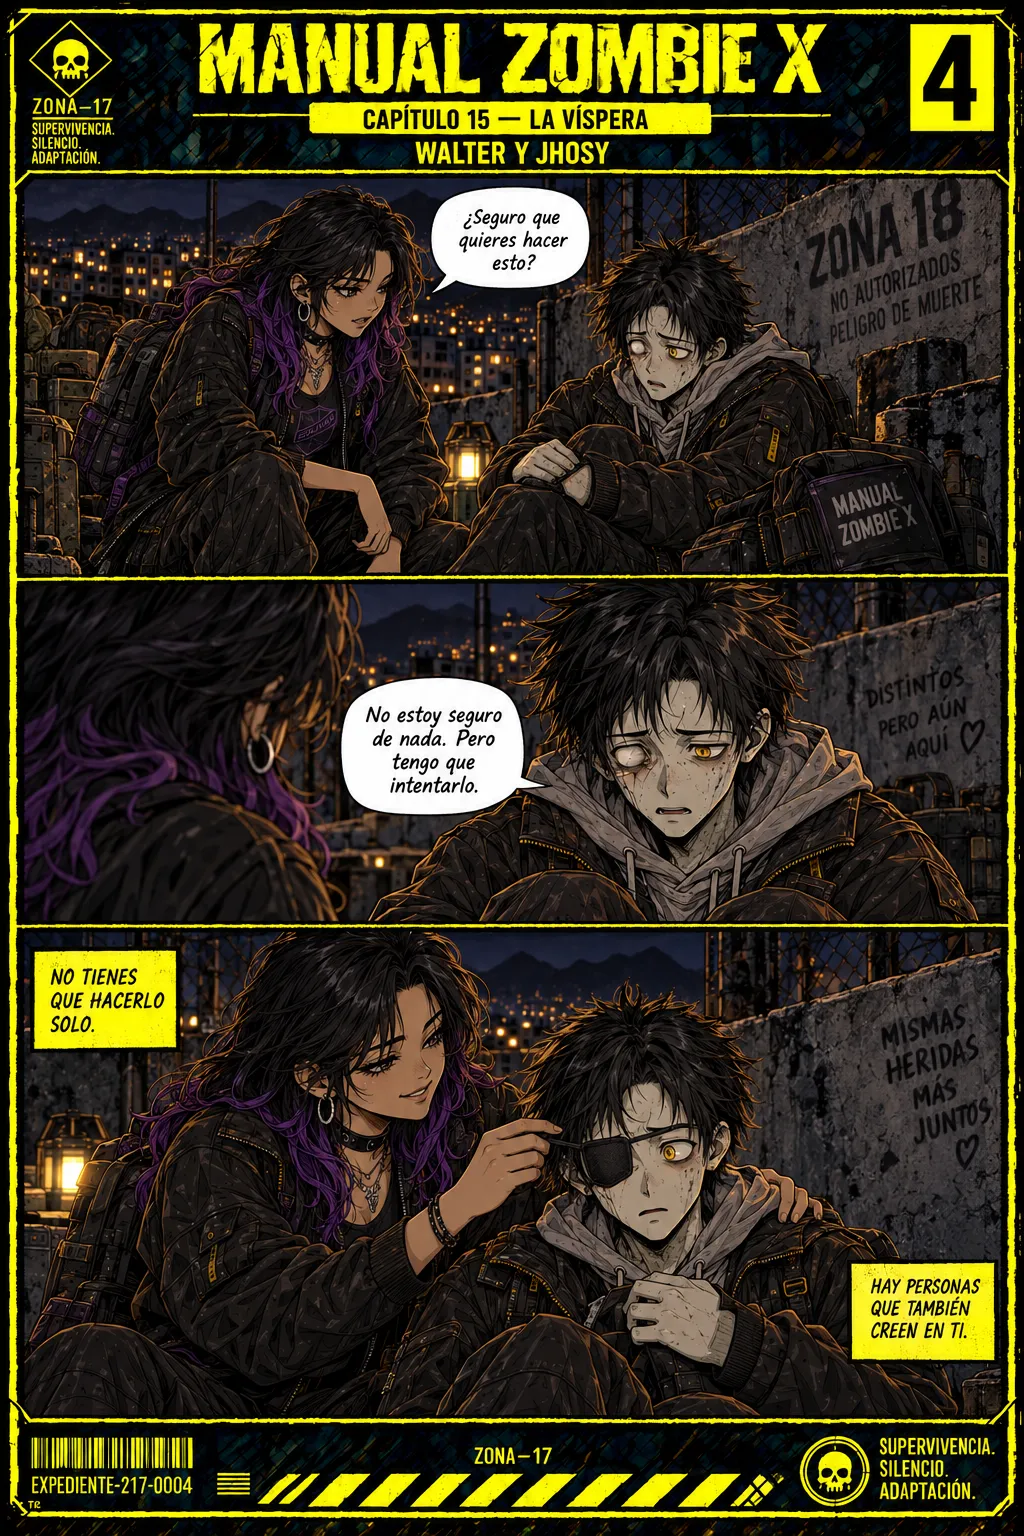 MANUAL ZOMBIE X
CAPÍTULO 15 — LA VÍSPERA
WALTER Y JHOSY
4
ZONA—17
SUPERVIVENCIA.
SILENCIO.
ADAPTACIÓN.
¿Seguro que
quieres hacer
esto?
ZONA 18
NO AUTORIZADOS
PELIGRO DE MUERTE
MANUAL
ZOMBIE X
No estoy seguro
de nada. Pero
tengo que
intentarlo.
DISTINTOS
PERO AÚN
AQUÍ
NO TIENES
QUE HACERLO
SOLO.
MISMAS
HERIDAS
MÁS
JUNTOS
HAY PERSONAS
QUE TAMBIÉN
CREEN EN TI.
EXPEDIENTE-217-0004
ZONA—17
SUPERVIVENCIA.
SILENCIO.
ADAPTACIÓN.